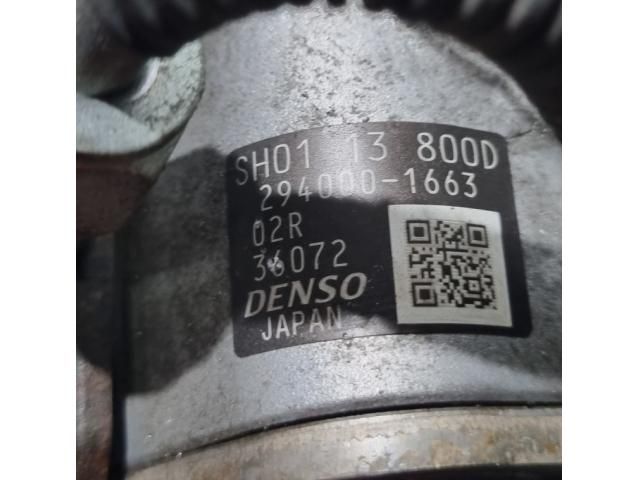 SH01 13 800D
294000-1663
02R
36072
DENSO
JAPAN